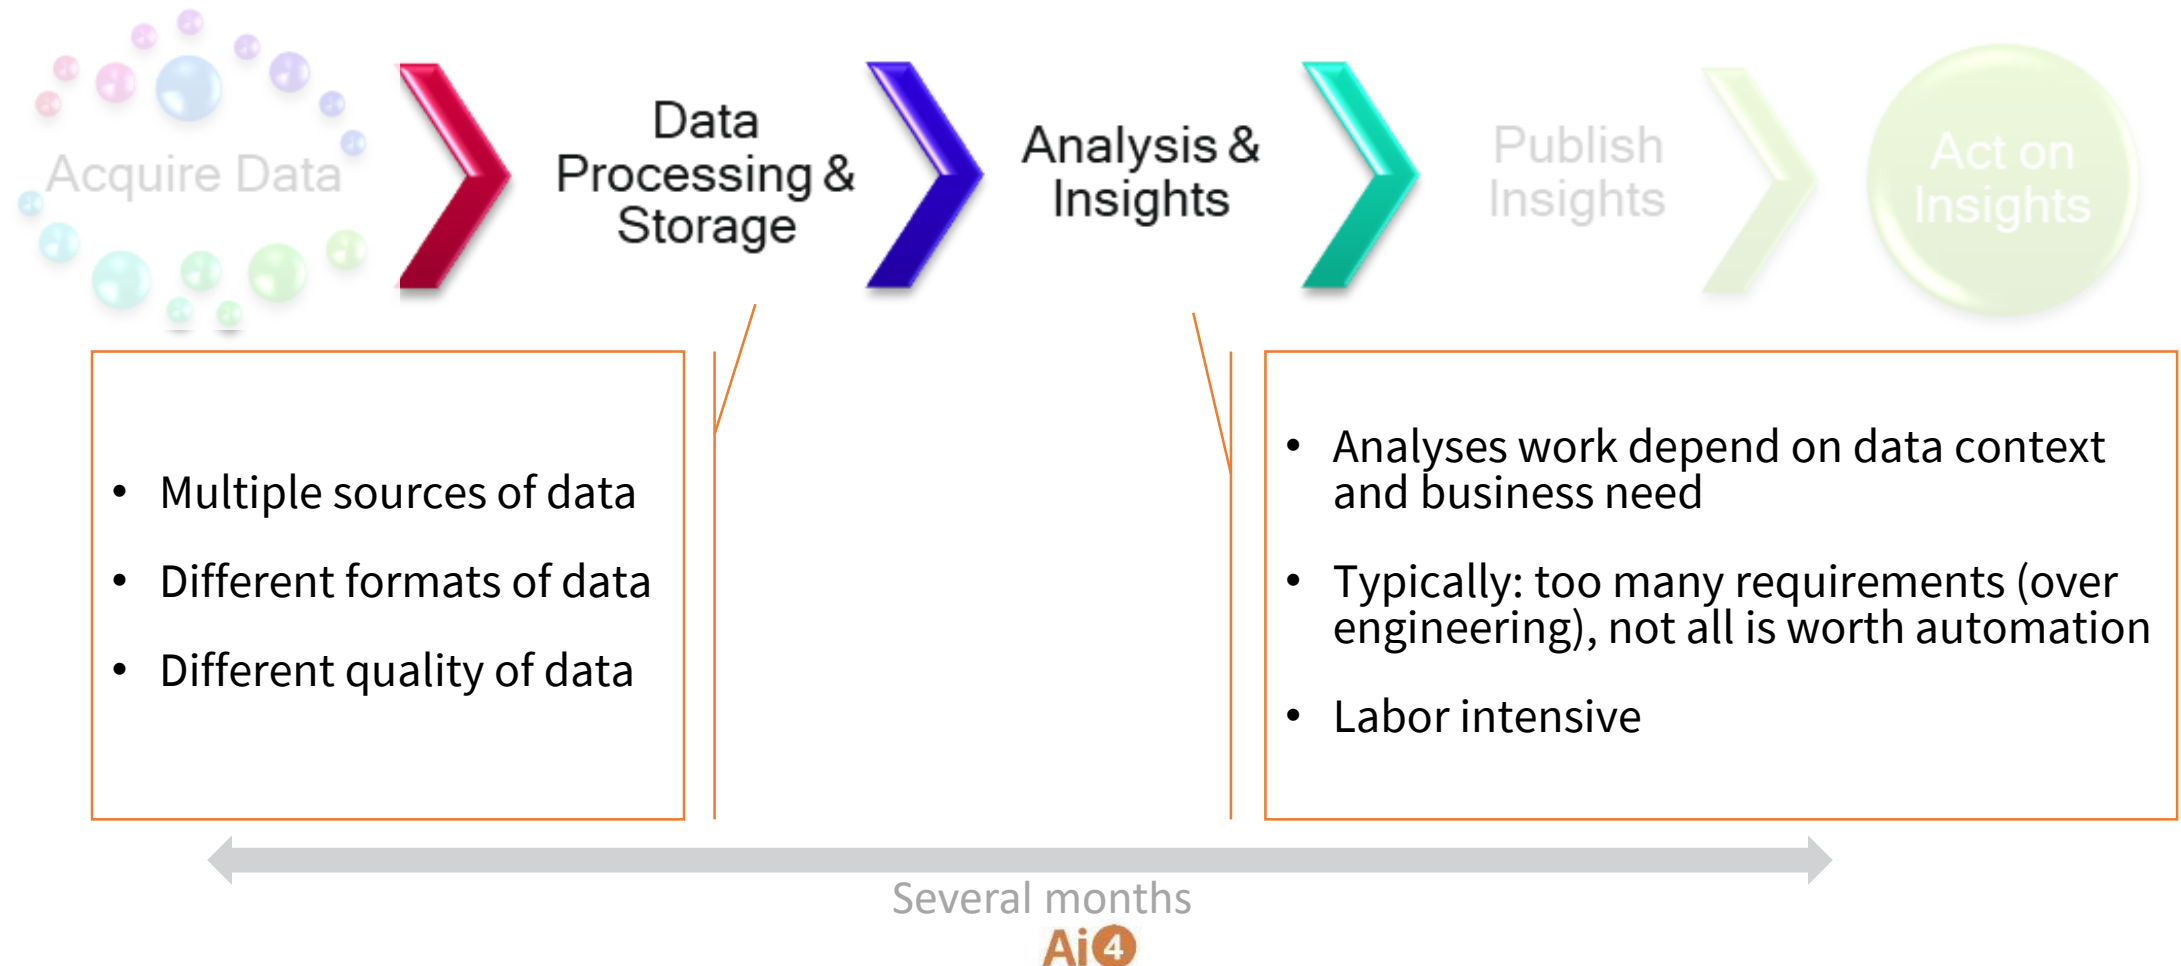 Acquire Data
Data
Processing &
Storage
Analysis &
Insights
Publish
Insights
Act on
Insights
• Multiple sources of data
• Different formats of data
• Different quality of data
• Analyses work depend on data context
and business need
• Typically: too many requirements (over
engineering), not all is worth automation
• Labor intensive
Several months
Ai4